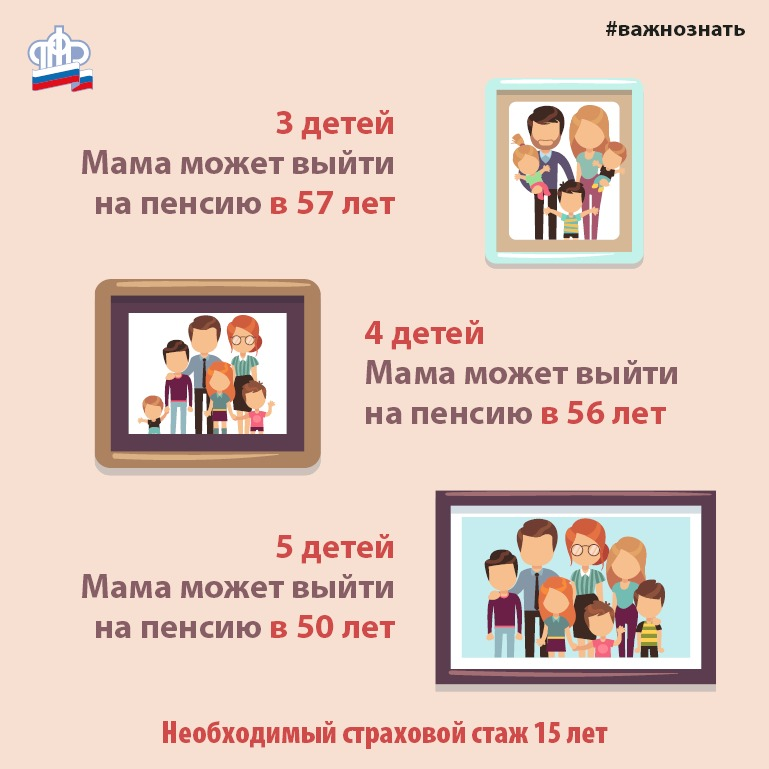 #важнознать
3 детей
Мама может выйти
на пенсию в 57 лет
4 детей
Мама может выйти
на пенсию в 56 лет
5 детей
Мама может выйти
на пенсию в 50 лет
Необходимый страховой стаж 15 лет